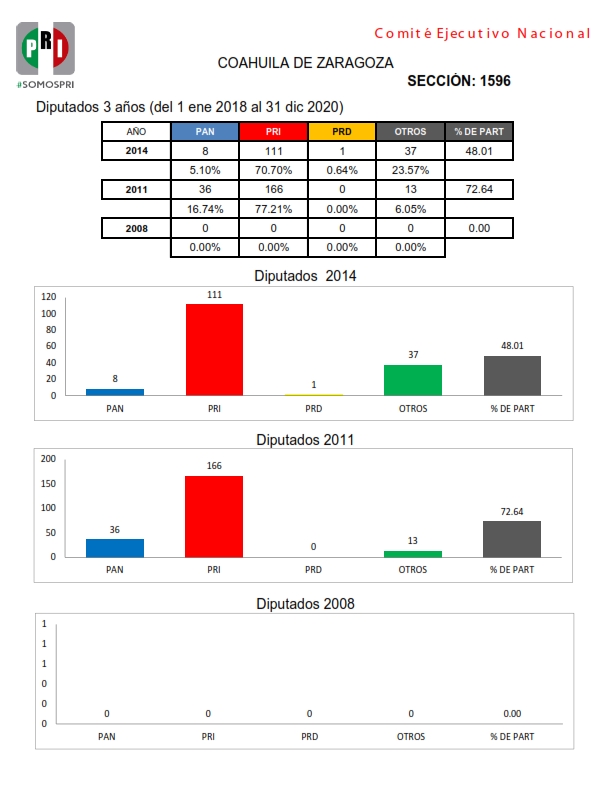 Comité Ejecutivo Nacional
PRI
#SOMOSPRI
COAHUILA DE ZARAGOZA
SECCIÓN: 1596
Diputados 3 años (del 1 ene 2018 al 31 dic 2020)
AÑO PAN PRI PRD OTROS % DE PART
2014 8 111 1 37 48.01
5.10% 70.70% 0.64% 23.57%
2011 36 166 0 13 72.64
16.74% 77.21% 0.00% 6.05%
2008 0 0 0 0 0.00
0.00% 0.00% 0.00% 0.00%
Diputados 2014
120
100
80
60
40
20
0
8
111
1
37
48.01
PAN PRI PRD OTROS % DE PART
Diputados 2011
200
150
100
50
0
36
166
0
13
72.64
PAN PRI PRD OTROS % DE PART
Diputados 2008
1
1
1
0
0
0
0 0 0 0 0.00
PAN PRI PRD OTROS % DE PART